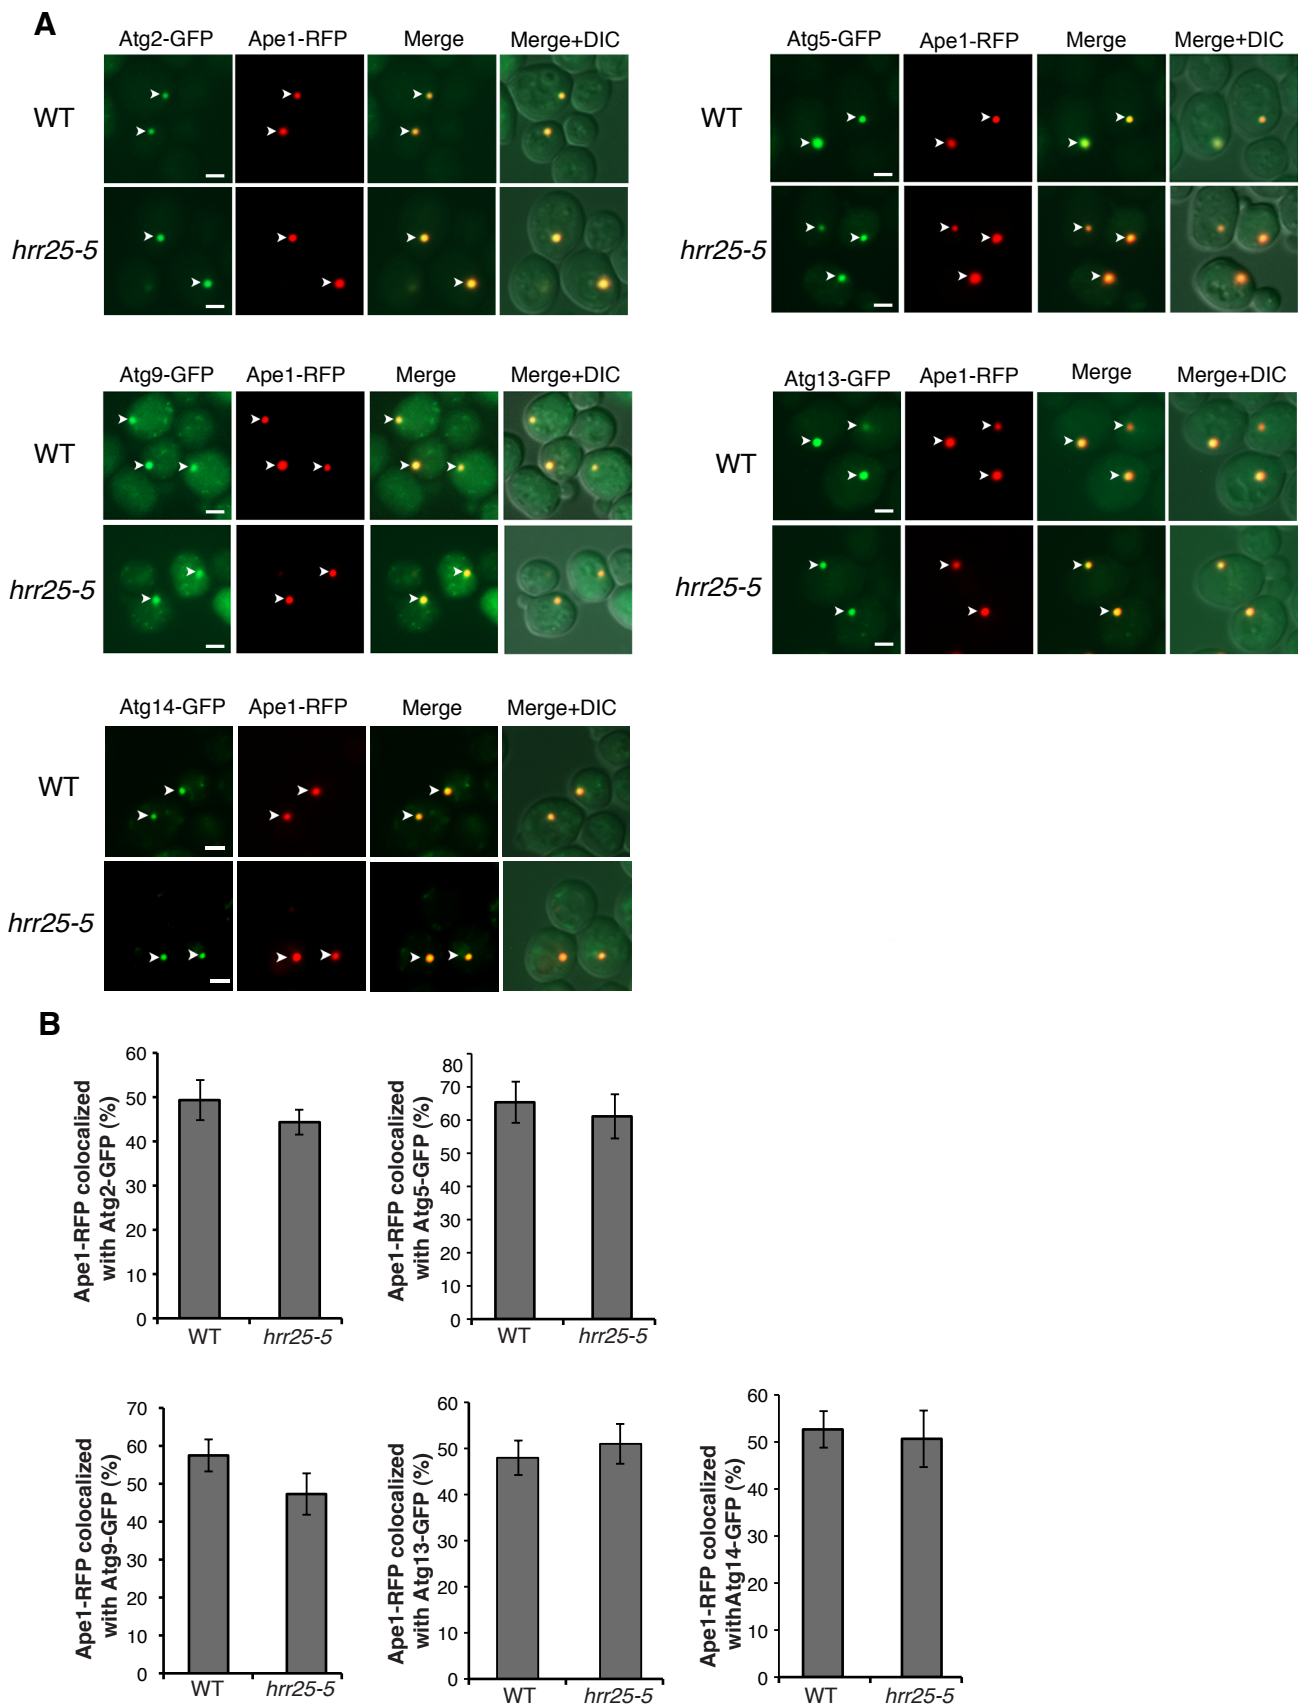 A
Atg2-GFP Ape1-RFP Merge Merge+DIC
WT
hrr25-5
Atg5-GFP Ape1-RFP Merge Merge+DIC
WT
hrr25-5
Atg9-GFP Ape1-RFP Merge Merge+DIC
WT
hrr25-5
Atg13-GFP Ape1-RFP Merge Merge+DIC
WT
hrr25-5
Atg14-GFP Ape1-RFP Merge Merge+DIC
WT
hrr25-5
B
Ape1-RFP colocalized
with Atg2-GFP (%)
60
50
40
30
20
10
0
WT hrr25-5
Ape1-RFP colocalized
with Atg5-GFP (%)
80
70
60
50
40
30
20
10
0
WT hrr25-5
Ape1-RFP colocalized
with Atg9-GFP (%)
70
60
50
40
30
20
10
0
WT hrr25-5
Ape1-RFP colocalized
with Atg13-GFP (%)
60
50
40
30
20
10
0
WT hrr25-5
Ape1-RFP colocalized
withAtg14-GFP (%)
60
50
40
30
20
10
0
WT hrr25-5